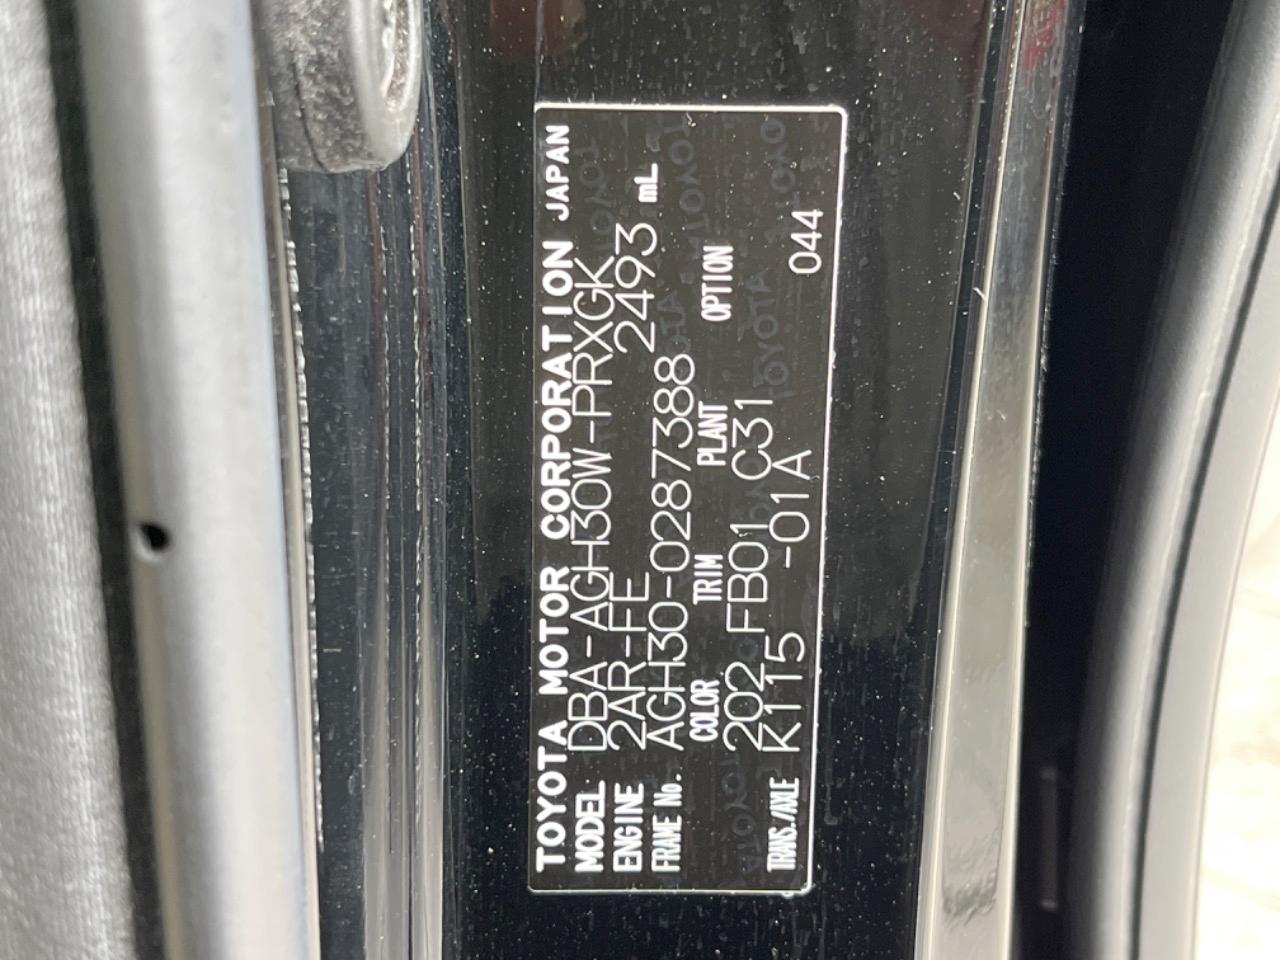 TOYOTA MOTOR CORPORATION JAPAN
MODEL DBA-AGH30W-PRXGK
ENGINE 2AR-FE 2493 mL
FRAME No. AGH30-0287388
COLOR TRIM PLANT OPTION
202 FB01 C31
TRANS./AXLE K115 -01A 044